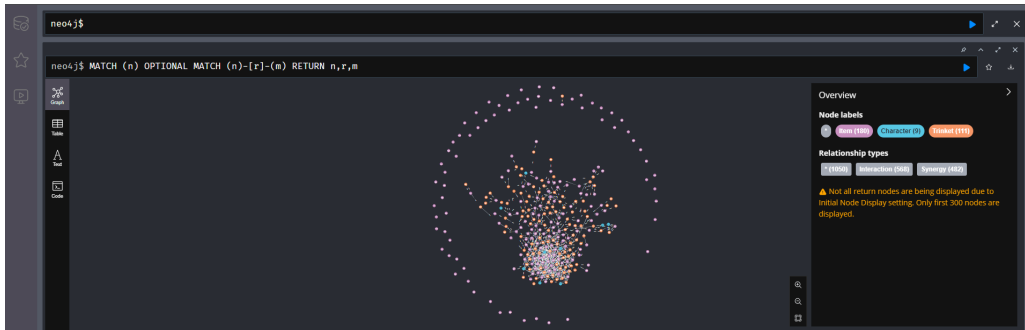 neo4j$
neo4j$ MATCH (n) OPTIONAL MATCH (n)-[r]-(m) RETURN n,r,m
Graph
Table
A
Text
Code
Overview
Node labels
* Item (180) Character (9) Trinket (111)
Relationship types
* (1050) Interaction (568) Synergy (482)
Not all return nodes are being displayed due to
Initial Node Display setting. Only first 300 nodes are
displayed.